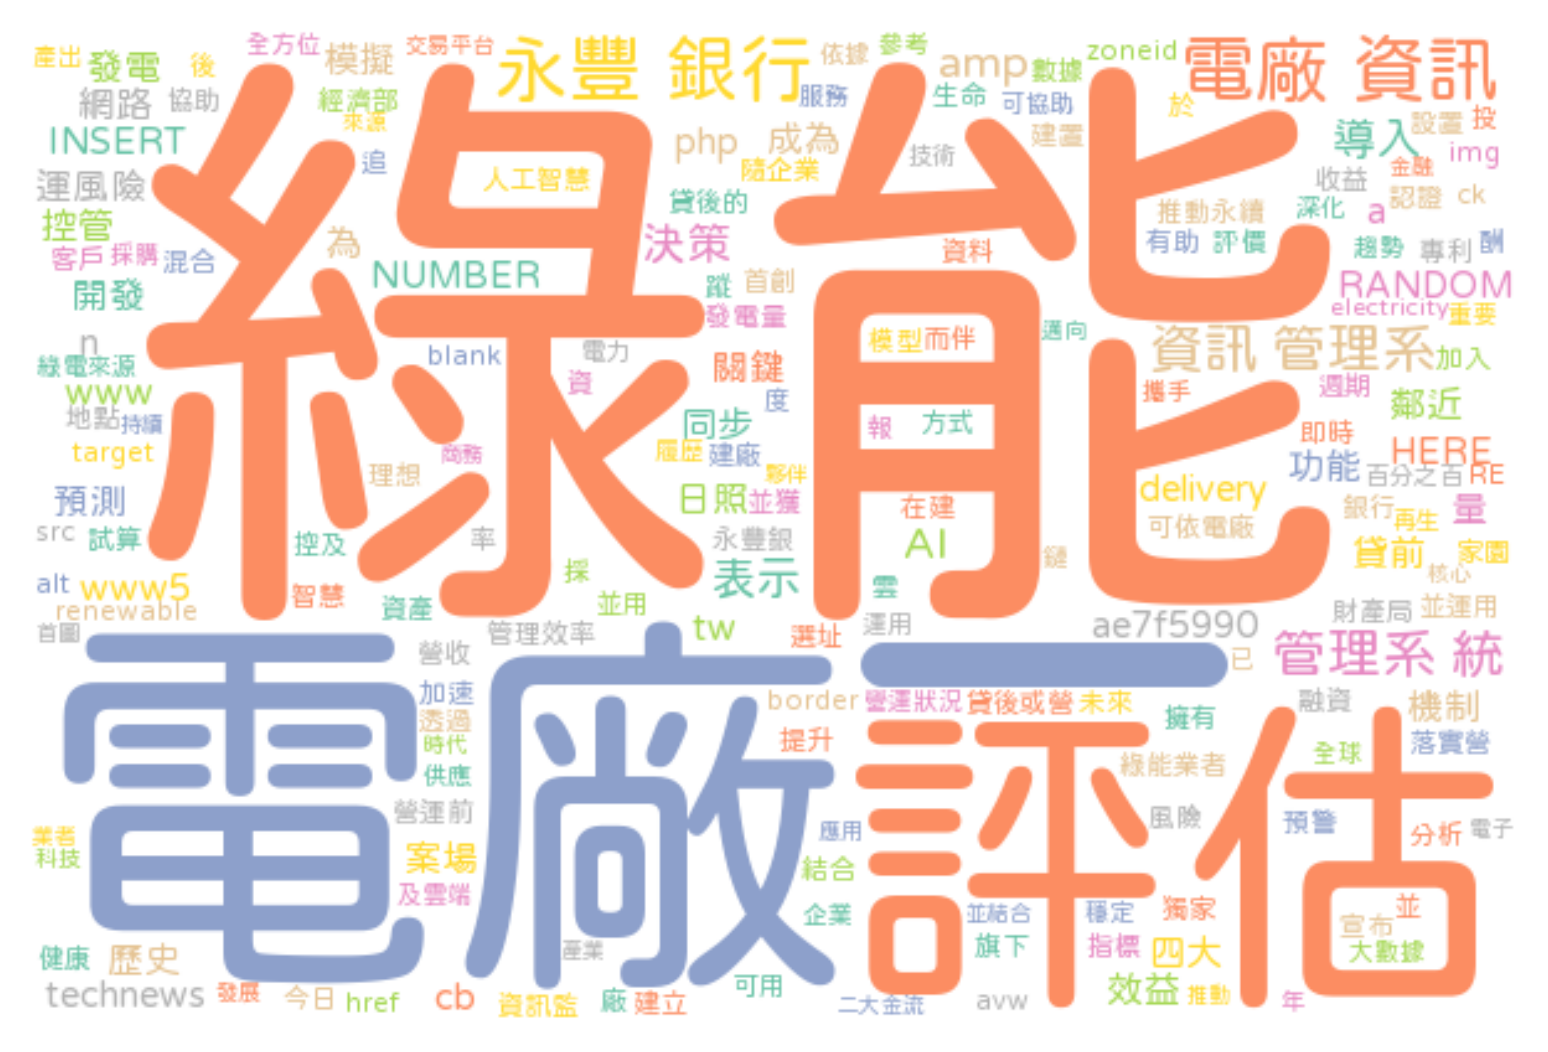 產出 發電 後 全方位 模擬 交易平台 永豐 銀行 依據 參考 amp 數據 zoneid 電廠 資訊
網路 協助 經濟部 來源 服務 生命 可協助 於
INSERT 追 人工智慧 php 成為 隨企業 技術 建置 導入 設置 投 img
運風險 貸後的 收益 金融 認證 ck
控管 為 決策 推動永續 深化 a
客戶 採購 混合 資料 有助 評價 趨勢 專利 酬
開發 NUMBER 蹤 首創 RANDOM
發電量 electricity 重要
綠能
n blank 電力 關鍵 模型 而伴 邁向 資訊 管理系 加入
綠電來源 www 資 度 攜手 週期 鄰近
地點 持續 同步 報 方式 即時
target 商務 履歷 建廠 夥伴 功能 HERE
理想 百分之百 RE
預測 日照 並獲 在建 delivery 銀行 再生 量
src 試算 控及 率 永豐銀 AI 可依電廠 貸前 家園
alt www5 智慧 採 表示 雲 鏈 核心
renewable 資產 並用 財產局 並運用
首圖 管理效率 tw 選址 運用 ae7f5990 管理系 統
營收 一 已
加速 border 營運狀況 貸後或營 未來 擁有 融資 機制
透過 提升 落實營
時代 全球
供應 綠能業者
電廠 評估
營運前 應用 風險 預警 分析 電子
業者 科技 案場 結合
及雲端 企業 並結合 穩定 獨家 並
宣布
健康 歷史 產業 旗下 指標 四大 大數據
technews 發展 今日 href cb 資訊監 廠 建立 可用 二大金流 avw 效益 推動 年